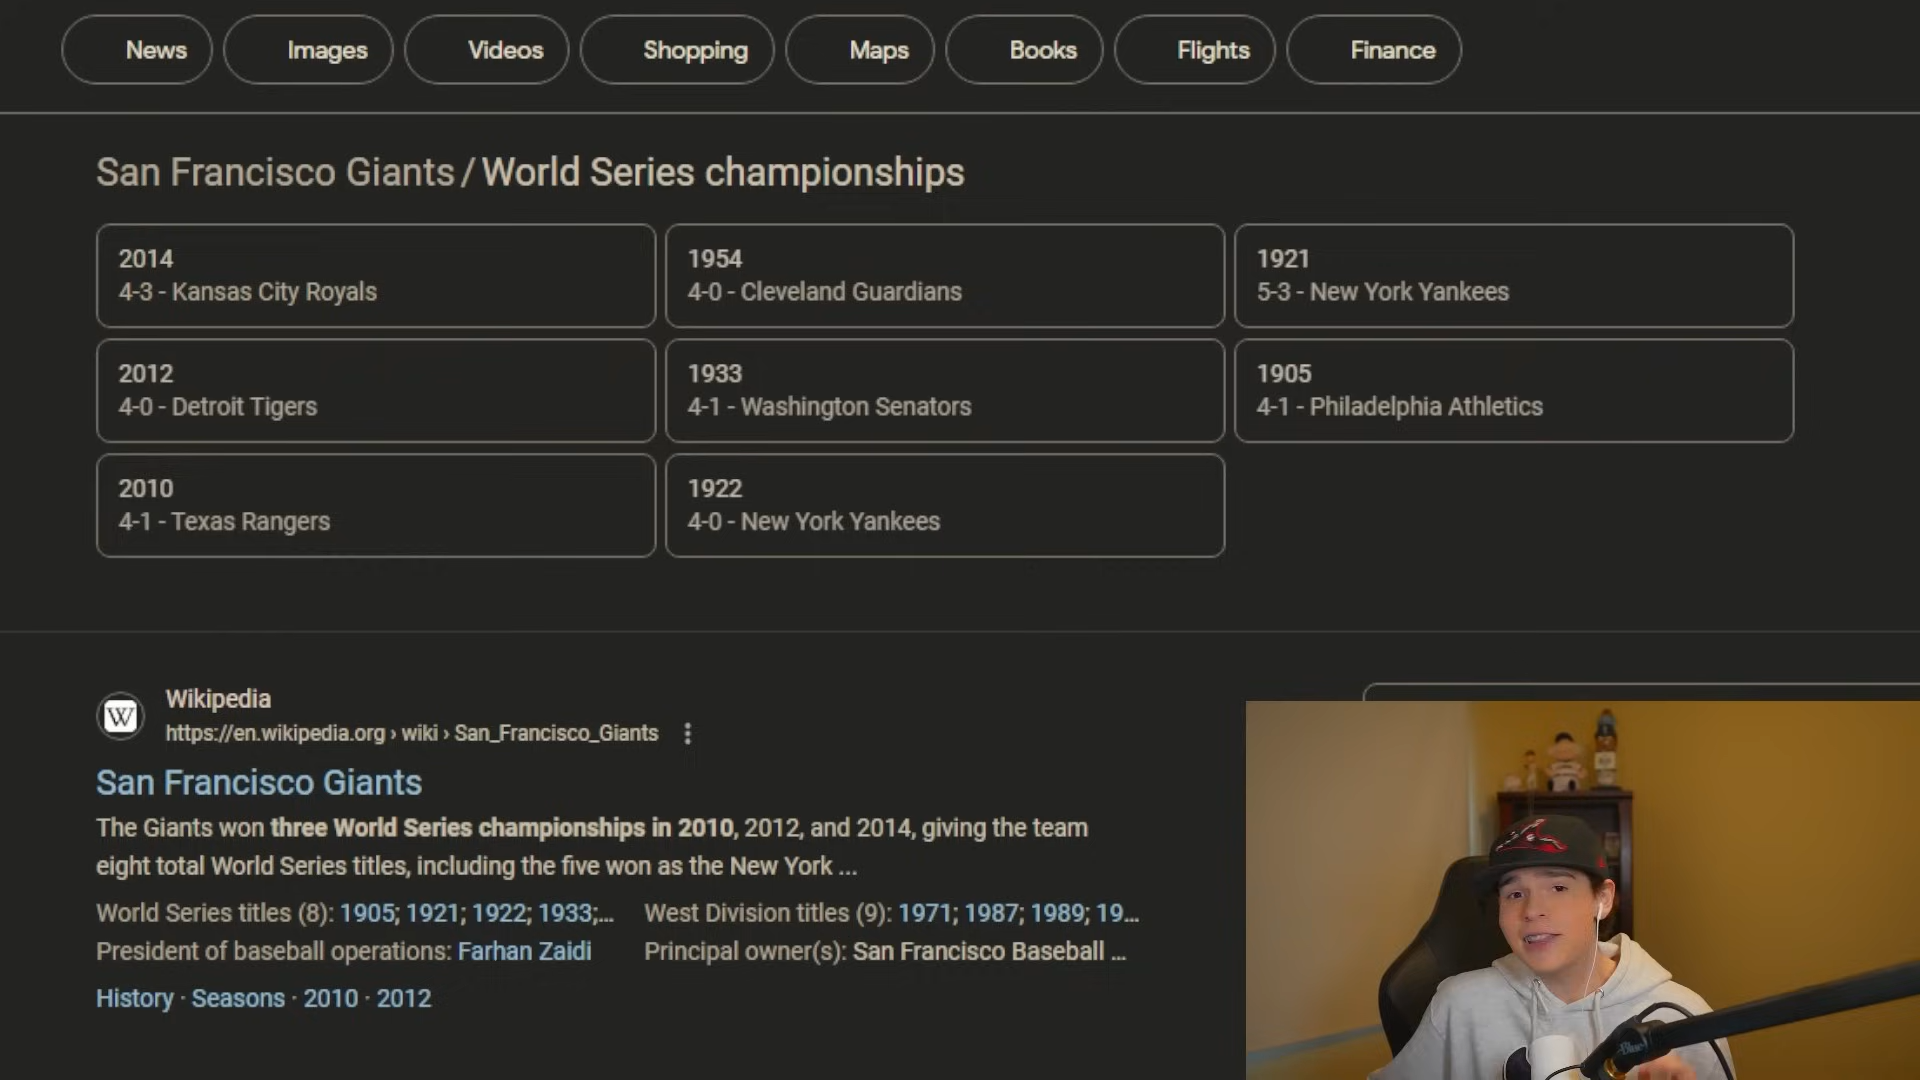 News Images Videos Shopping Maps Books Flights Finance
San Francisco Giants / World Series championships
2014
4-3 - Kansas City Royals
1954
4-0 - Cleveland Guardians
1921
5-3 - New York Yankees
2012
4-0 - Detroit Tigers
1933
4-1 - Washington Senators
1905
4-1 - Philadelphia Athletics
2010
4-1 - Texas Rangers
1922
4-0 - New York Yankees
W
Wikipedia
https://en.wikipedia.org › wiki › San_Francisco_Giants
San Francisco Giants
The Giants won three World Series championships in 2010, 2012, and 2014, giving the team
eight total World Series titles, including the five won as the New York ...
World Series titles (8): 1905; 1921; 1922; 1933;... West Division titles (9): 1971; 1987; 1989; 19...
President of baseball operations: Farhan Zaidi Principal owner(s): San Francisco Baseball ...
History · Seasons · 2010 · 2012
Blue